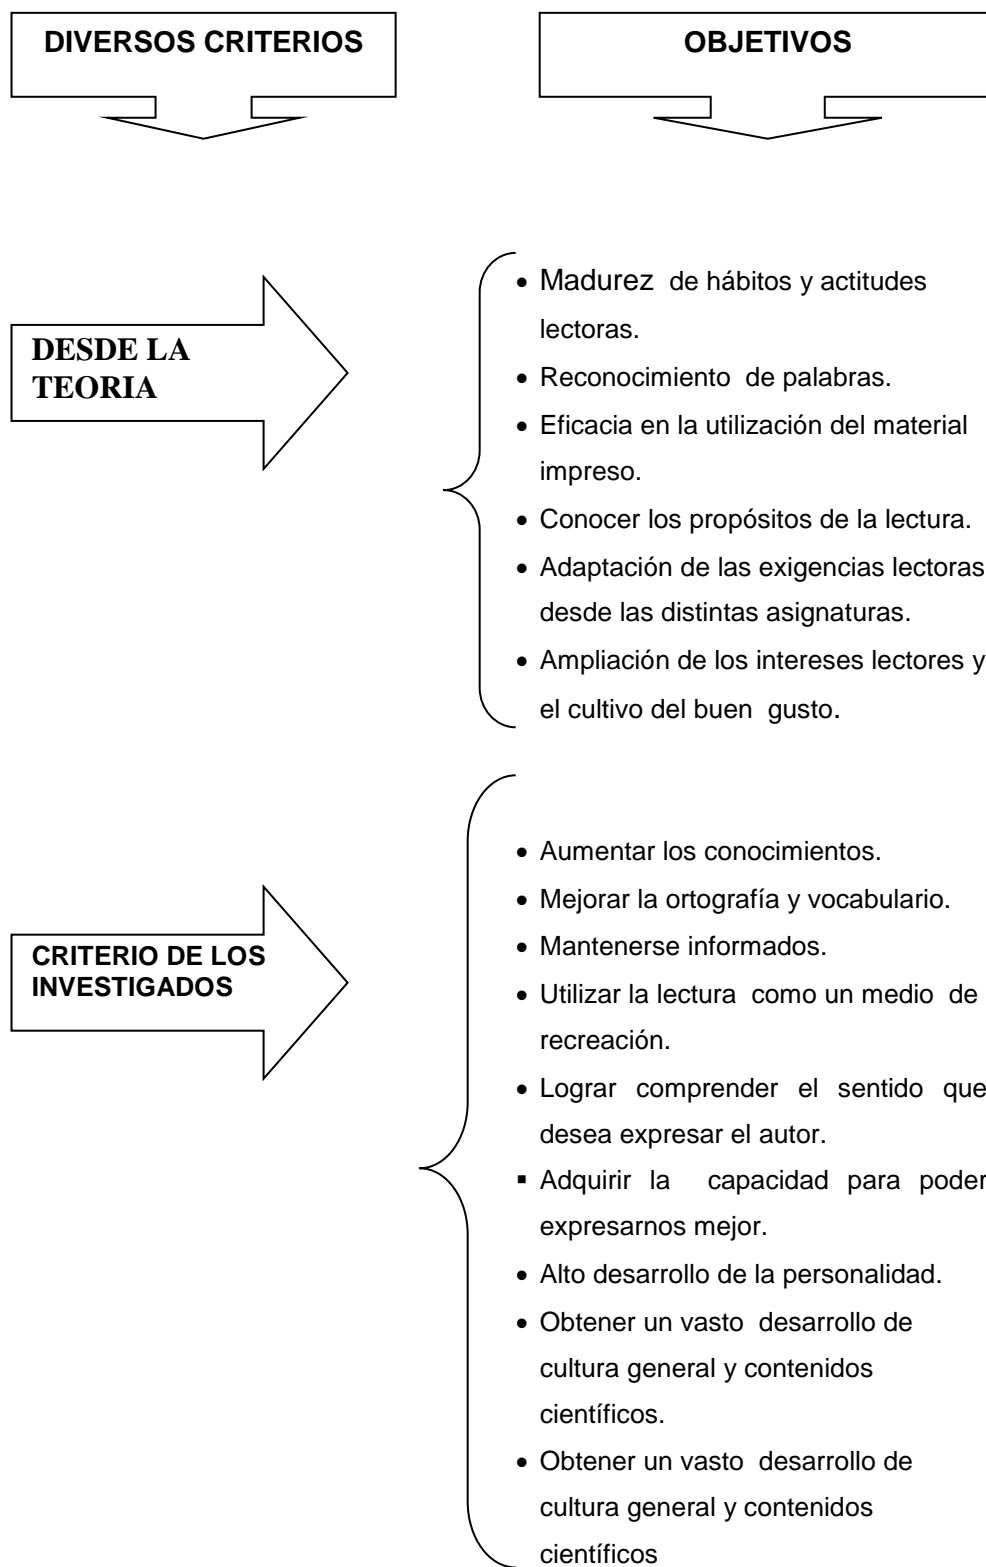 DIVERSOS CRITERIOS
OBJETIVOS
DESDE LA
TEORIA
• Madurez de hábitos y actitudes
lectoras.
• Reconocimiento de palabras.
• Eficacia en la utilización del material
impreso.
• Conocer los propósitos de la lectura.
• Adaptación de las exigencias lectoras
desde las distintas asignaturas.
• Ampliación de los intereses lectores y
el cultivo del buen gusto.
CRITERIO DE LOS
INVESTIGADOS
• Aumentar los conocimientos.
• Mejorar la ortografía y vocabulario.
• Mantenerse informados.
• Utilizar la lectura como un medio de
recreación.
• Lograr comprender el sentido que
desea expresar el autor.
▪ Adquirir la capacidad para poder
expresarnos mejor.
• Alto desarrollo de la personalidad.
• Obtener un vasto desarrollo de
cultura general y contenidos
científicos.
• Obtener un vasto desarrollo de
cultura general y contenidos
científicos